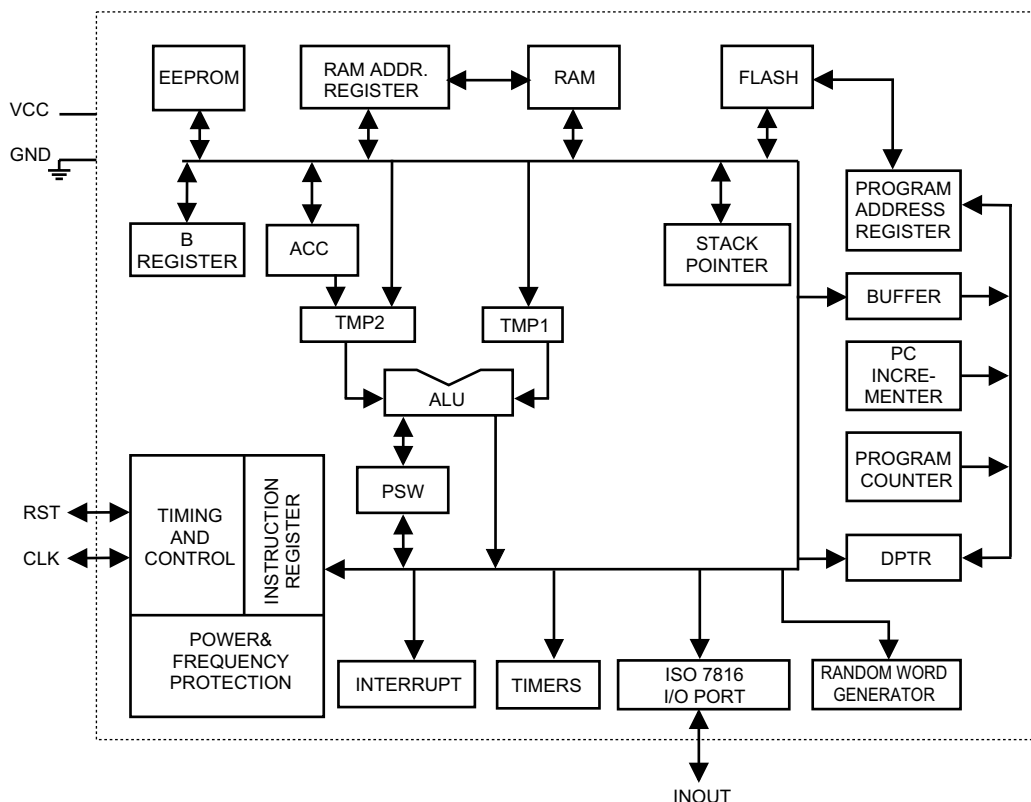 EEPROM
RAM ADDR.
REGISTER
RAM
FLASH
VCC
GND
B
REGISTER
ACC
STACK
POINTER
PROGRAM
ADDRESS
REGISTER
TMP2
TMP1
BUFFER
ALU
PC
INCRE-
MENTER
PSW
PROGRAM
COUNTER
RST
CLK
TIMING
AND
CONTROL
INSTRUCTION
REGISTER
DPTR
POWER&
FREQUENCY
PROTECTION
INTERRUPT
TIMERS
ISO 7816
I/O PORT
RANDOM WORD
GENERATOR
INOUT